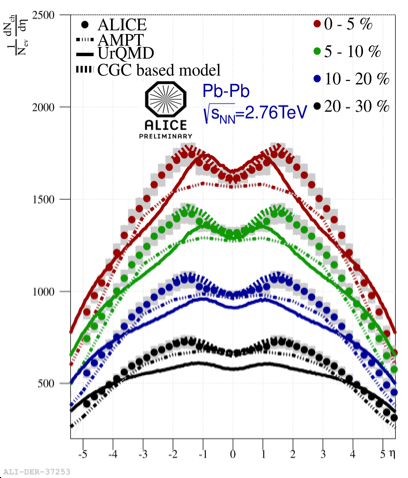 1/N_ev dN_ch/dη
2500
2000
1500
1000
500
ALICE
AMPT
UrQMD
CGC based model
0 - 5 %
5 - 10 %
10 - 20 %
20 - 30 %
ALICE
PRELIMINARY
Pb-Pb
√s_NN=2.76TeV
-5 -4 -3 -2 -1 0 1 2 3 4 5 η
ALI-DER-37253